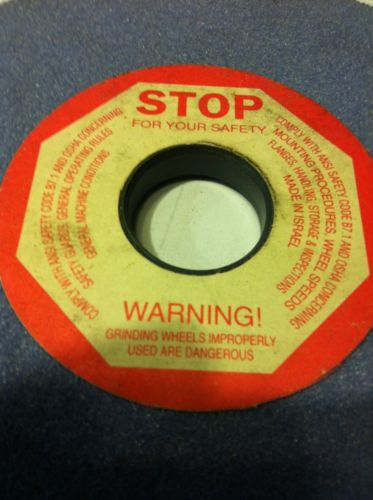 STOP
FOR YOUR SAFETY
COMPLY WITH ANSI SAFETY CODE B7.1 AND OSHA CONCERNING
SAFETY GUARDS, GENERAL OPERATING RULES
GENERAL MACHINE CONDITIONS
COMPLY WITH ANSI SAFETY CODE B7.1 AND OSHA CONCERNING
MOUNTING PROCEDURES, WHEEL SPEEDS
FLANGES, HANDLING, STORAGE & INSPECTIONS
MADE IN ISRAEL
WARNING!
GRINDING WHEELS IMPROPERLY
USED ARE DANGEROUS